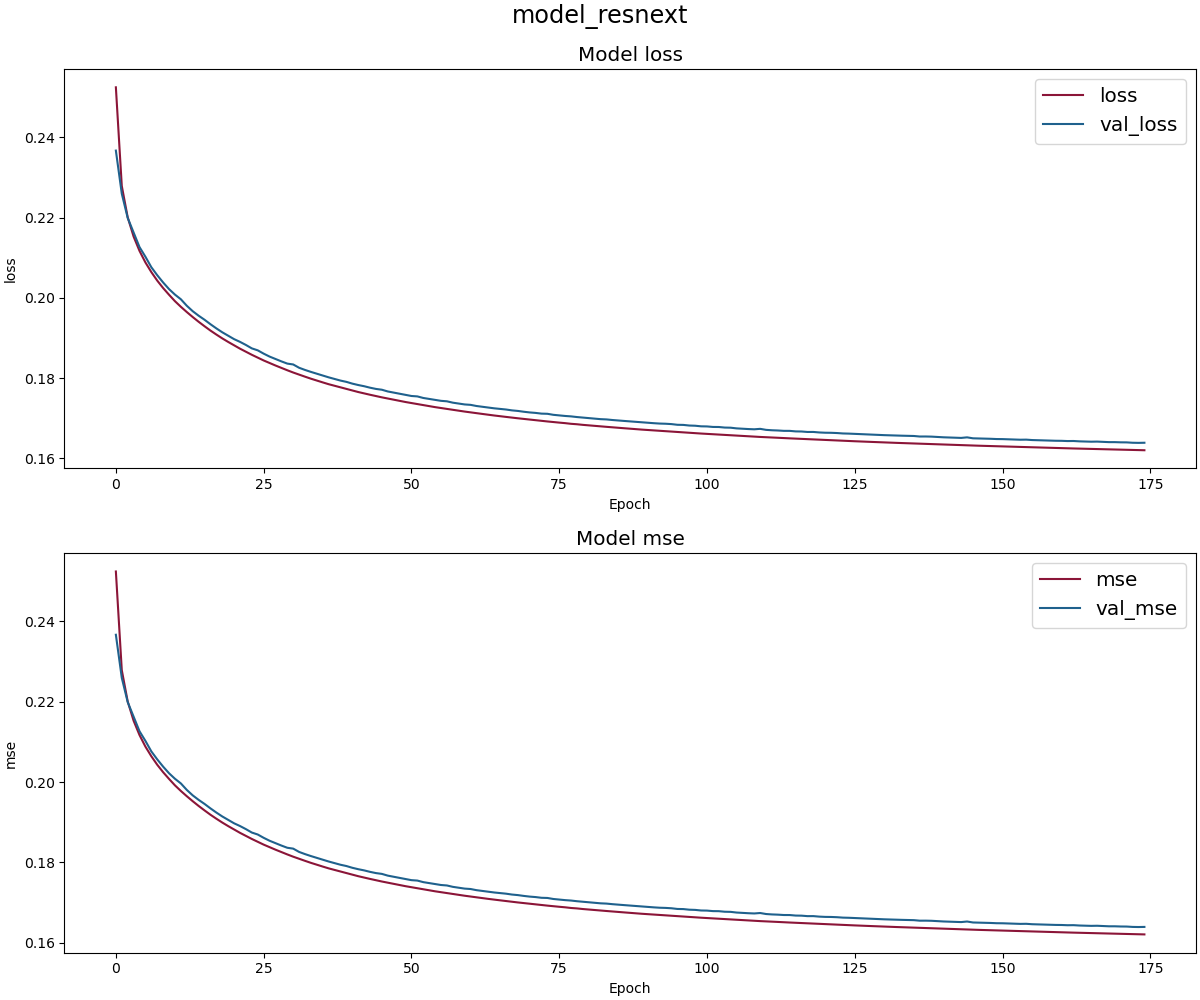 model_resnext
Model loss
loss
val_loss
0.24
0.22
0.20
0.18
0.16
loss
0 25 50 75 100 125 150 175
Epoch
Model mse
mse
val_mse
0.24
0.22
0.20
0.18
0.16
mse
0 25 50 75 100 125 150 175
Epoch